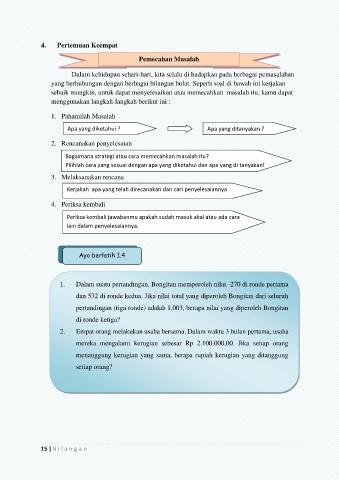 4. Pertemuan Keempat
Pemecahan Masalah
Dalam kehidupan sehari-hari, kita selalu di hadapkan pada berbagai permasalahan
yang berhubungan dengan berbagai bilangan bulat. Seperti soal di bawah ini kerjakan
sebaik mungkin, untuk dapat menyelesaikan atau memecahkan masalah itu, kamu dapat
menggunakan langkah-langkah berikut ini :
1. Pahamilah Masalah
Apa yang diketahui ? Apa yang ditanyakan ?
2. Rencanakan penyelesaian
Bagaimana strategi atau cara memecahkan masalah itu?
Pilihlah cara yang sesuai dengan apa yang diketahui dan apa yang di tanyakan!
3. Melaksanakan rencana
Kerjakan apa yang telah direcanakan dan cari penyelesaiannya
4. Periksa kembali
Periksa kembali jawabanmu apakah sudah masuk akal atau ada cara
lain dalam penyelesaiannya.
Ayo berlatih 1.4
1. Dalam suatu pertandingan, Bongitan memperoleh nilai -270 di ronde pertama
dan 532 di ronde kedua. Jika nilai total yang diperoleh Bongitan dari seluruh
pertandingan (tiga ronde) adalah 1.003, berapa nilai yang diperoleh Bongitan
di ronde ketiga?
2. Empat orang melakukan usaha bersama. Dalam waktu 3 bulan pertama, usaha
mereka mengalami kerugian sebesar Rp 2.100.000,00. Jika setiap orang
menanggung kerugian yang sama, berapa rupiah kerugian yang ditanggung
setiap orang?
15 | B i l a n g a n